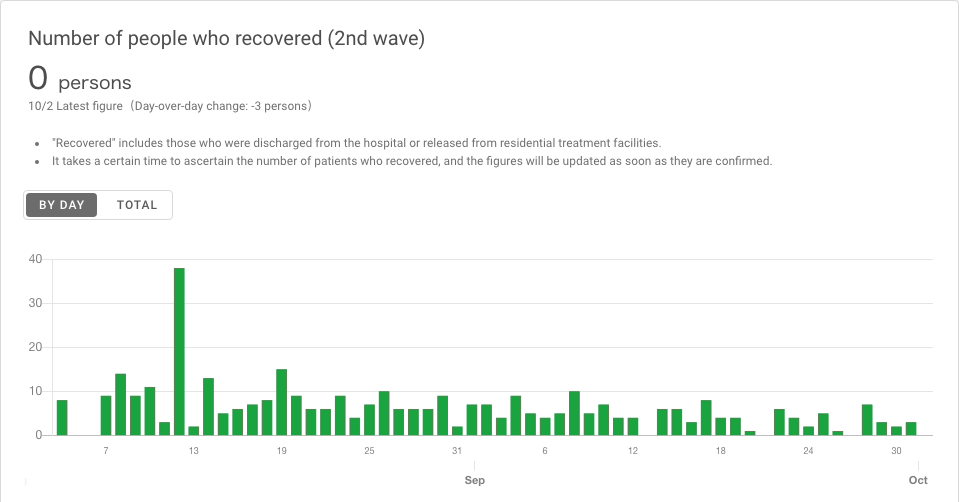 Number of people who recovered (2nd wave)
0 persons
10/2 Latest figure（Day-over-day change: -3 persons）
• "Recovered" includes those who were discharged from the hospital or released from residential treatment facilities.
• It takes a certain time to ascertain the number of patients who recovered, and the figures will be updated as soon as they are confirmed.
BY DAY TOTAL
40
30
20
10
0
7 13 19 25 31 6 12 18 24 30
Sep Oct